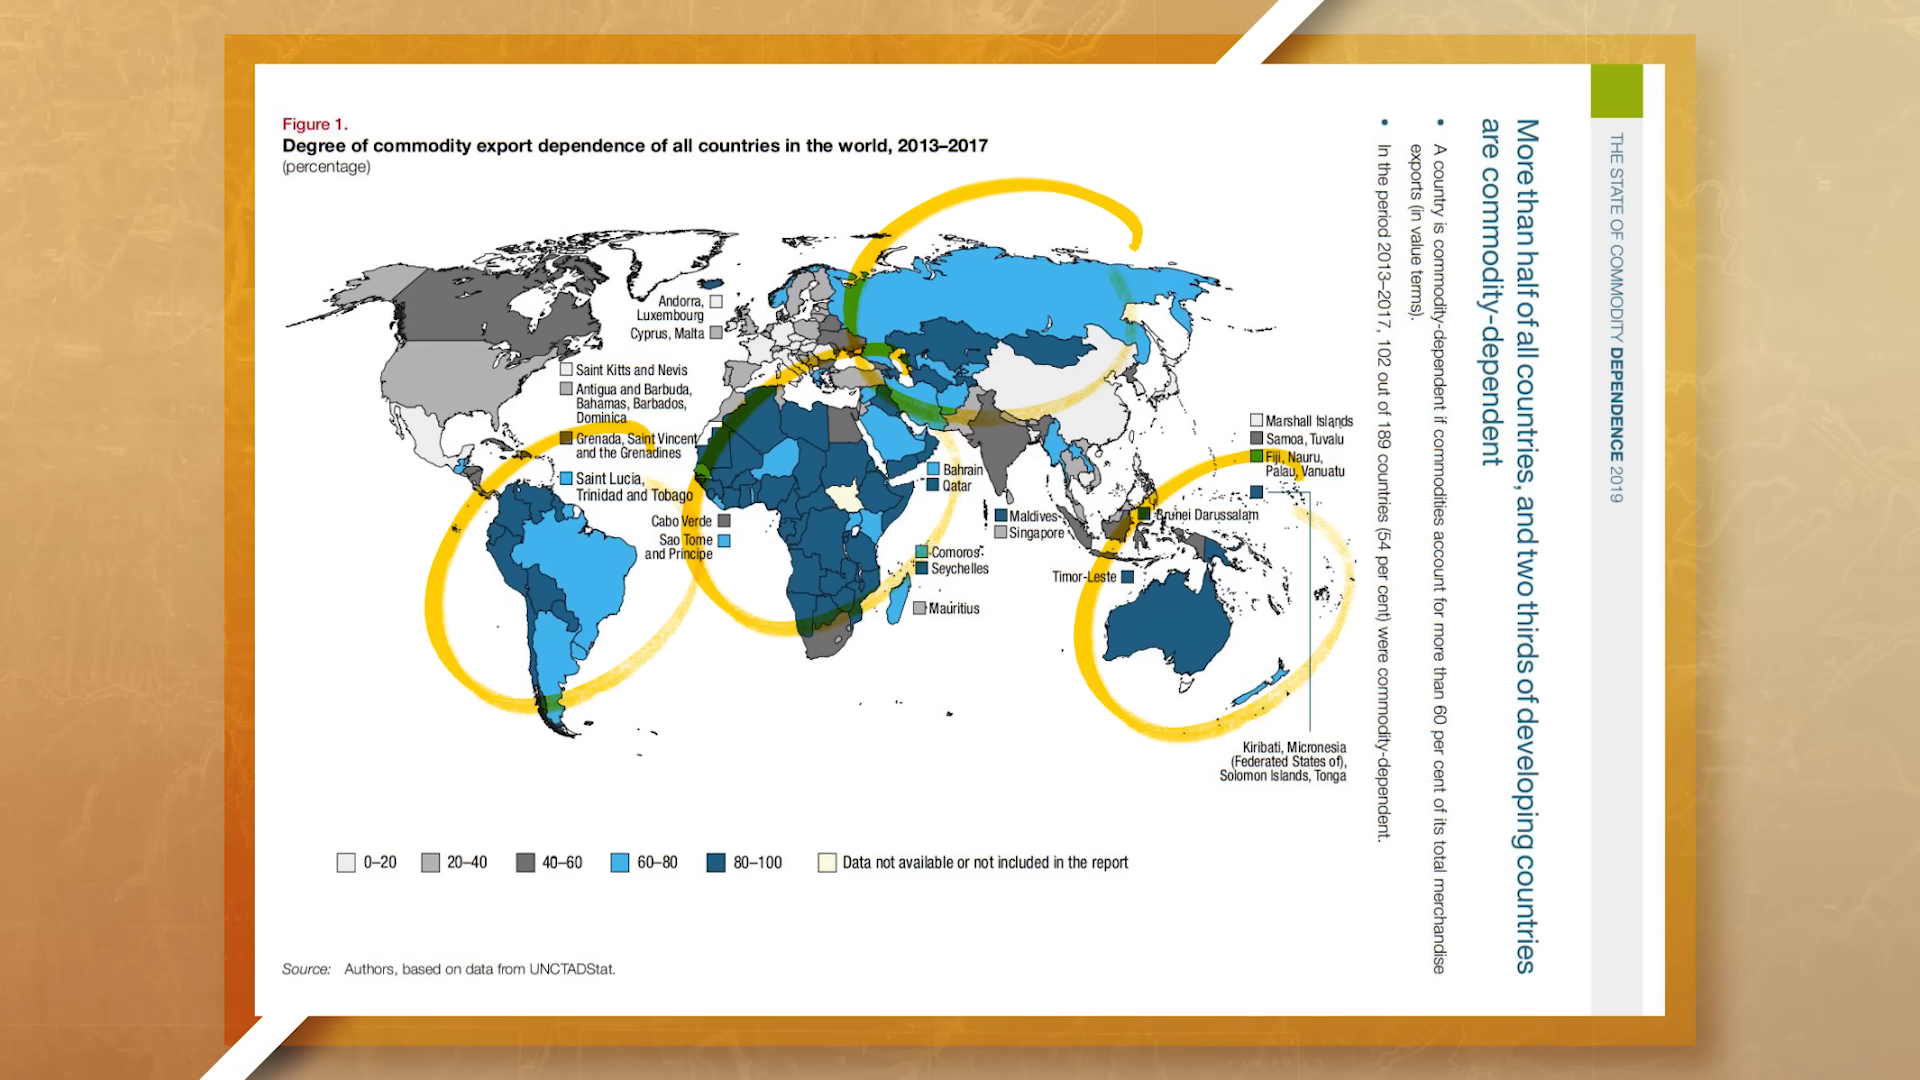 Figure 1.
Degree of commodity export dependence of all countries in the world, 2013–2017
(percentage)
Andorra,
Luxembourg
Cyprus, Malta
Saint Kitts and Nevis
Antigua and Barbuda,
Bahamas, Barbados,
Dominica
Grenada, Saint Vincent
and the Grenadines
Saint Lucia,
Trinidad and Tobago
Cabo Verde
Sao Tome
and Principe
Bahrain
Qatar
Comoros
Seychelles
Mauritius
Maldives
Singapore
Timor-Leste
Brunei Darussalam
Marshall Islands
Samoa, Tuvalu
Fiji, Nauru,
Palau, Vanuatu
Kiribati, Micronesia
(Federated States of),
Solomon Islands, Tonga
0–20
20–40
40–60
60–80
80–100
Data not available or not included in the report
Source: Authors, based on data from UNCTADStat.
THE STATE OF COMMODITY DEPENDENCE 2019
More than half of all countries, and two thirds of developing countries
are commodity-dependent
• A country is commodity-dependent if commodities account for more than 60 per cent of its total merchandise
exports (in value terms).
• In the period 2013–2017, 102 out of 189 countries (54 per cent) were commodity-dependent.